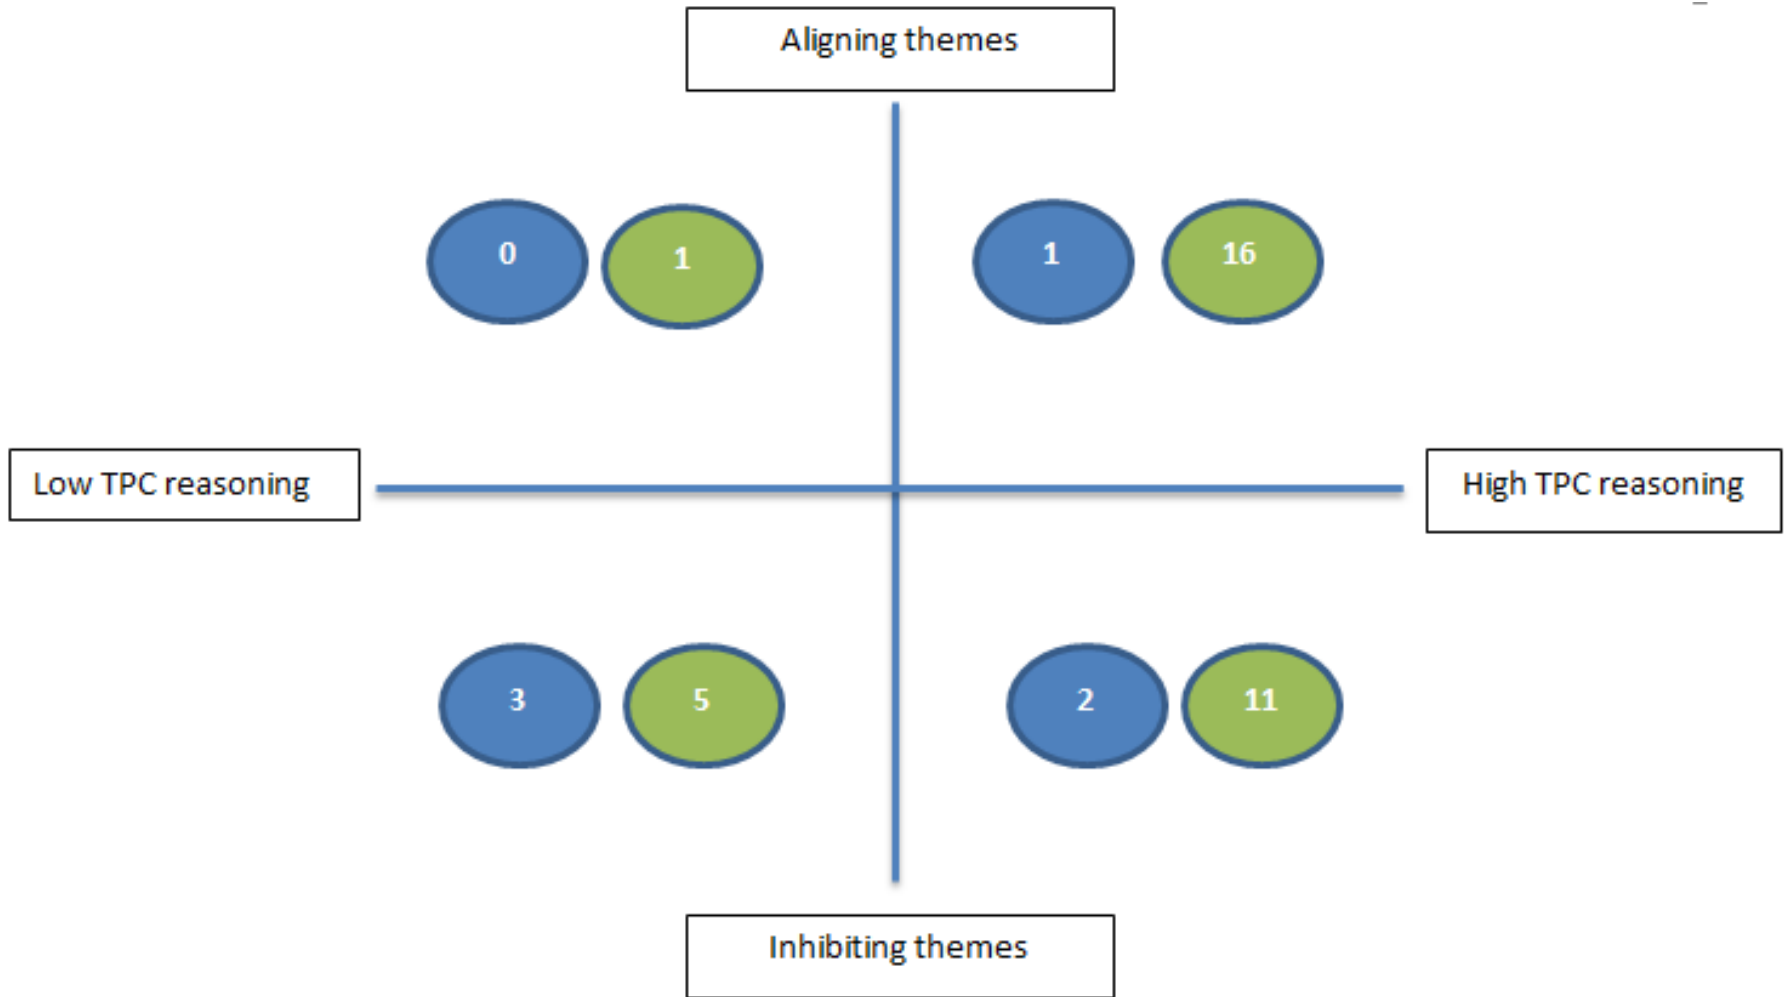 Aligning themes
0
1
1
16
Low TPC reasoning
High TPC reasoning
3
5
2
11
Inhibiting themes